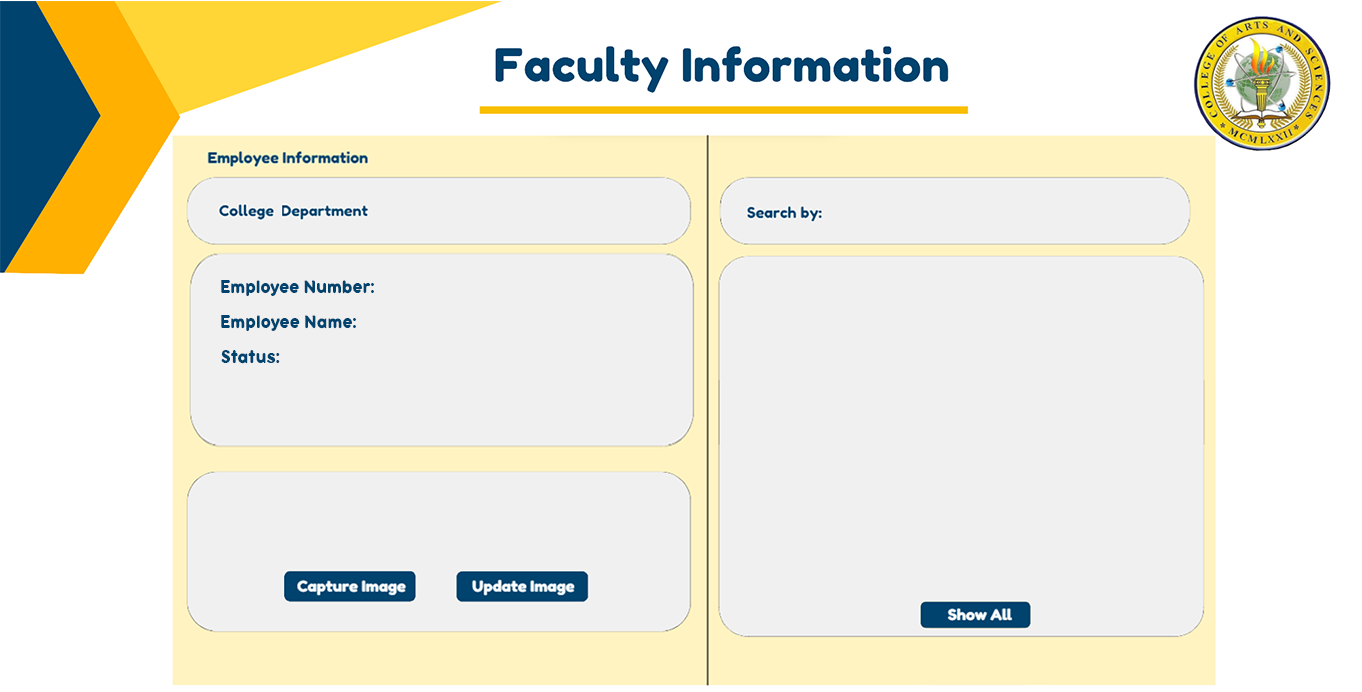 Faculty Information
COLLEGE OF ARTS AND SCIENCES
* MCMLXXII *
Employee Information
College Department
Employee Number:
Employee Name:
Status:
Capture Image
Update Image
Search by:
Show All